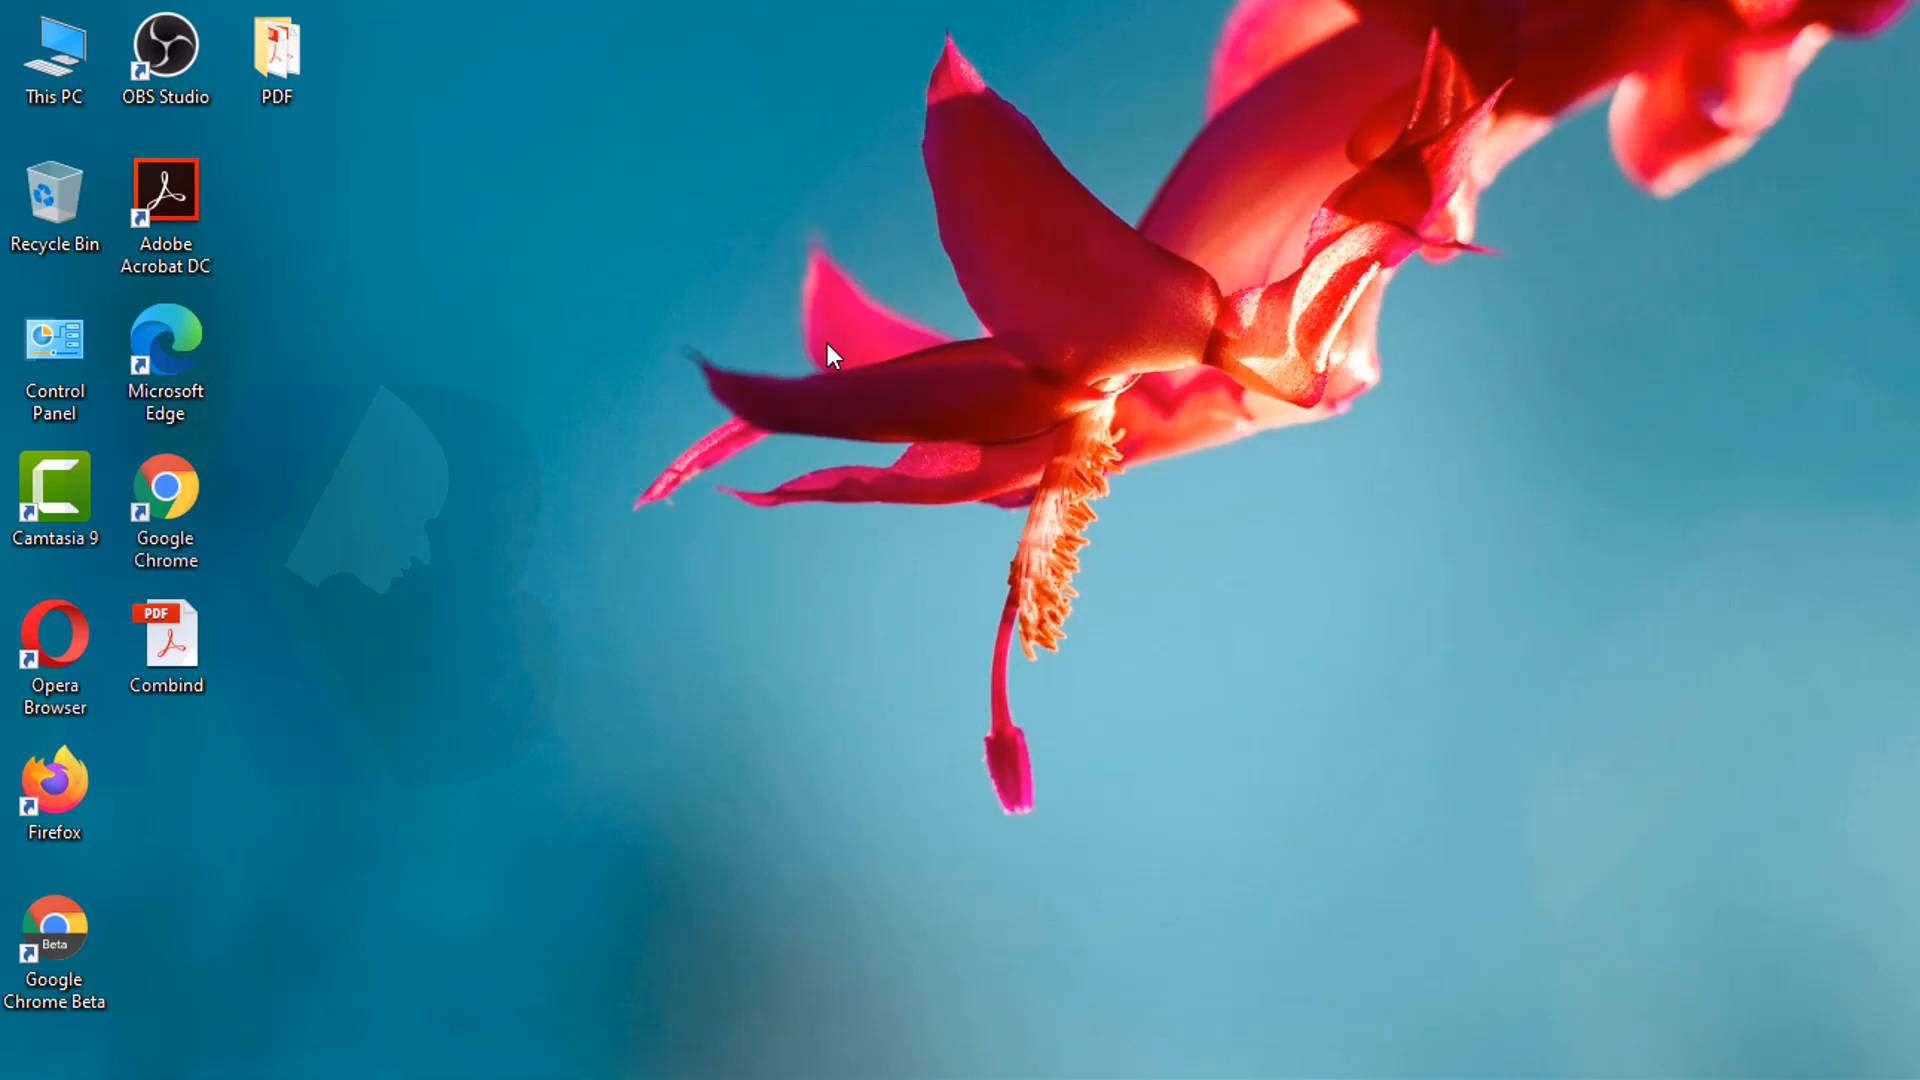 This PC
OBS Studio
PDF
Recycle Bin
Adobe
Acrobat DC
Control
Panel
Microsoft
Edge
Camtasia 9
Google
Chrome
Opera
Browser
PDF
Combind
Firefox
Beta
Google
Chrome Beta